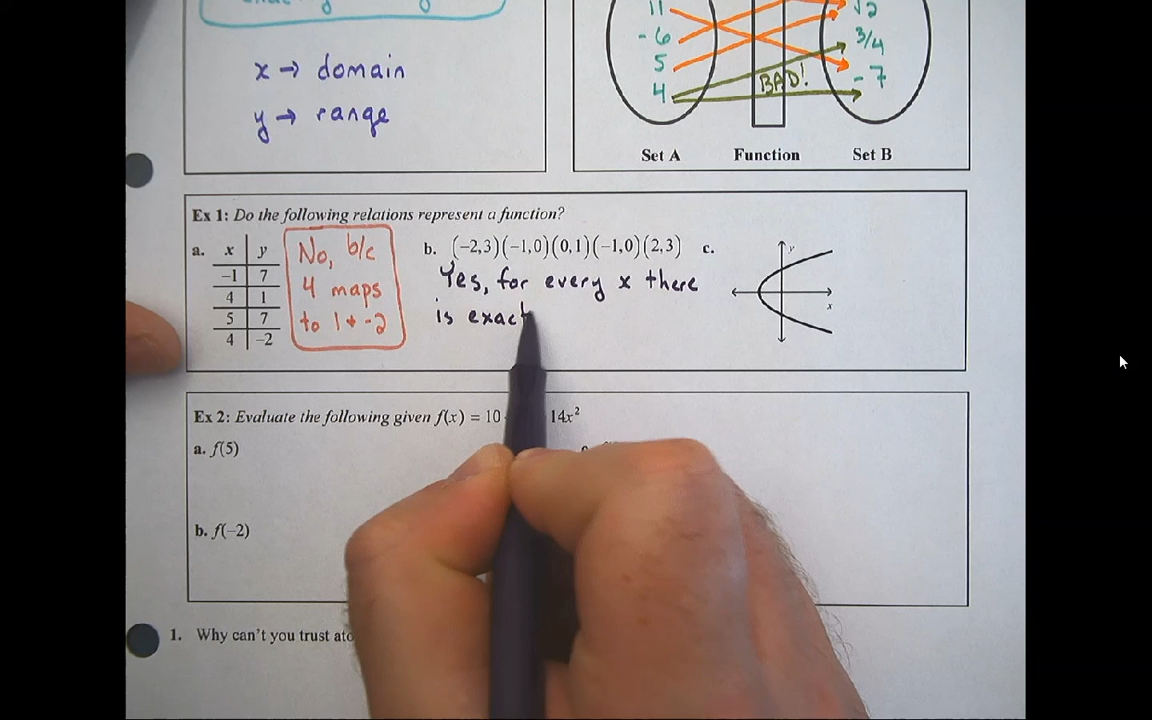 11
√2
- 6
3/4
5
- 7
4
BAD!
x → domain
y → range
Set A Function Set B
Ex 1: Do the following relations represent a function?
a. x y
−1 7
4 1
5 7
4 −2
No, b/c
4 maps
to 1 + -2
b. (−2,3)(−1,0)(0,1)(−1,0)(2,3)
Yes, for every x there
is exact
c.
y
x
Ex 2: Evaluate the following given f(x) = 10 14x²
a. f(5)
b. f(−2)
1. Why can't you trust